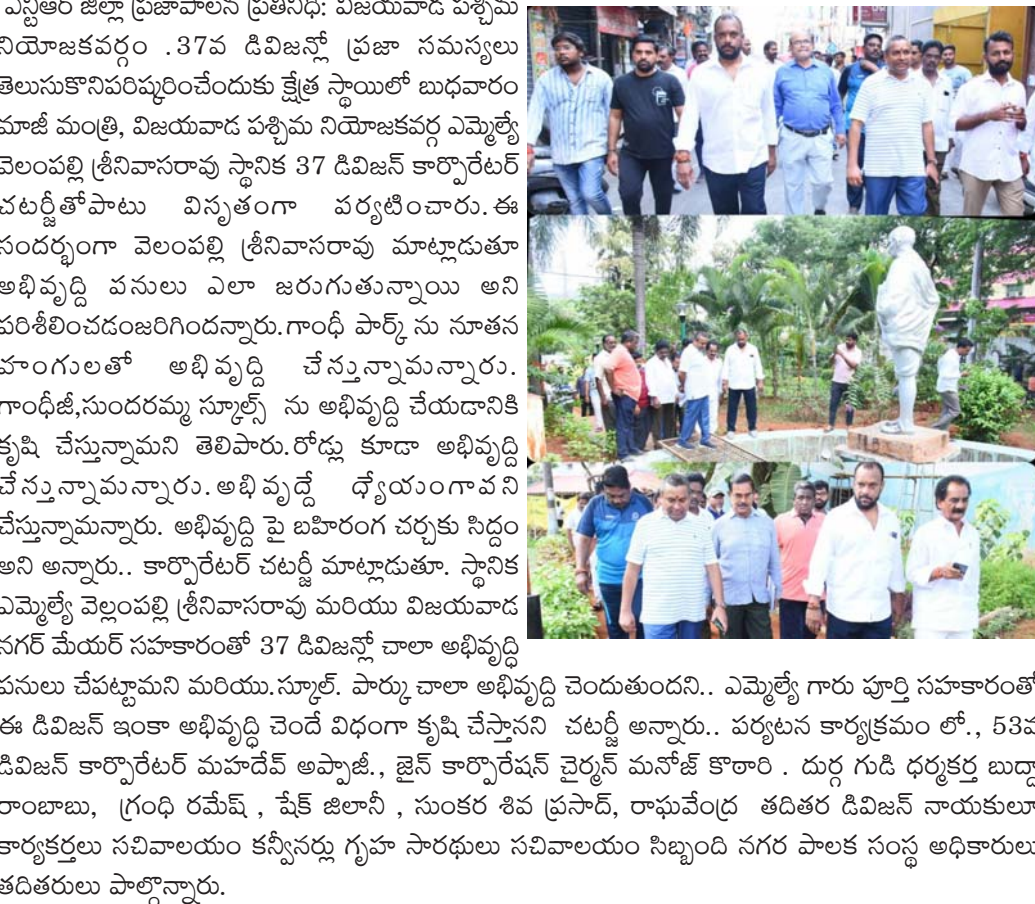 ఎన్టీఆర్ జిల్లా ప్రజాపాలన ప్రతినిధి: విజయవాడ పశ్చిమ
నియోజకవర్గం .37వ డివిజన్లో ప్రజా సమస్యలు
తెలుసుకొనిపరిష్కరించేందుకు క్షేత్ర స్థాయిలో బుధవారం
మాజీ మంత్రి, విజయవాడ పశ్చిమ నియోజకవర్గ ఎమ్మెల్యే
వెలంపల్లి శ్రీనివాసరావు స్థానిక 37 డివిజన్ కార్పొరేటర్
చటర్జీతోపాటు విసృతంగా పర్యటించారు.ఈ
సందర్భంగా వెలంపల్లి శ్రీనివాసరావు మాట్లాడుతూ
అభివృద్ది వనులు ఎలా జరుగుతున్నాయి అని
పరిశీలించడంజరిగిందన్నారు.గాంధీ పార్క్ ను నూతన
హంగులతో అభివృద్ది చేస్తున్నామన్నారు.
గాంధీజీ,సుందరమ్మ స్కూల్స్ ను అభివృద్ది చేయడానికి
కృషి చేస్తున్నామని తెలిపారు.రోడ్లు కూడా అభివృద్ది
చేస్తున్నామన్నారు.అభివృద్దే ధ్యేయంగావని
చేస్తున్నామన్నారు. అభివృద్ది పై బహిరంగ చర్చకు సిద్దం
అని అన్నారు.. కార్పొరేటర్ చటర్జీ మాట్లాడుతూ. స్థానిక
ఎమ్మెల్యే వెల్లంపల్లి శ్రీనివాసరావు మరియు విజయవాడ
నగర్ మేయర్ సహకారంతో 37 డివిజన్లో చాలా అభివృద్ధి
పనులు చేపట్టామని మరియు.స్కూల్. పార్కు చాలా అభివృద్ది చెందుతుందని.. ఎమ్మెల్యే గారు పూర్తి సహకారంతో
ఈ డివిజన్ ఇంకా అభివృద్ధి చెందే విధంగా కృషి చేస్తానని చటర్జీ అన్నారు.. పర్యటన కార్యక్రమం లో., 53వ
డివిజన్ కార్పొరేటర్ మహదేవ్ అప్పాజీ., జైన్ కార్పొరేషన్ చైర్మన్ మనోజ్ కొఠారి . దుర్గ గుడి ధర్మకర్త బుద్దా
రాంబాబు, గ్రంధి రమేష్ , షేక్ జిలానీ , సుంకర శివ ప్రసాద్, రాఘవేంద్ర తదితర డివిజన్ నాయకులూ
కార్యకర్తలు సచివాలయం కన్వీనర్లు గృహ సారథులు సచివాలయం సిబ్బంది నగర పాలక సంస్థ అధికారులు
తదితరులు పాల్గొన్నారు.